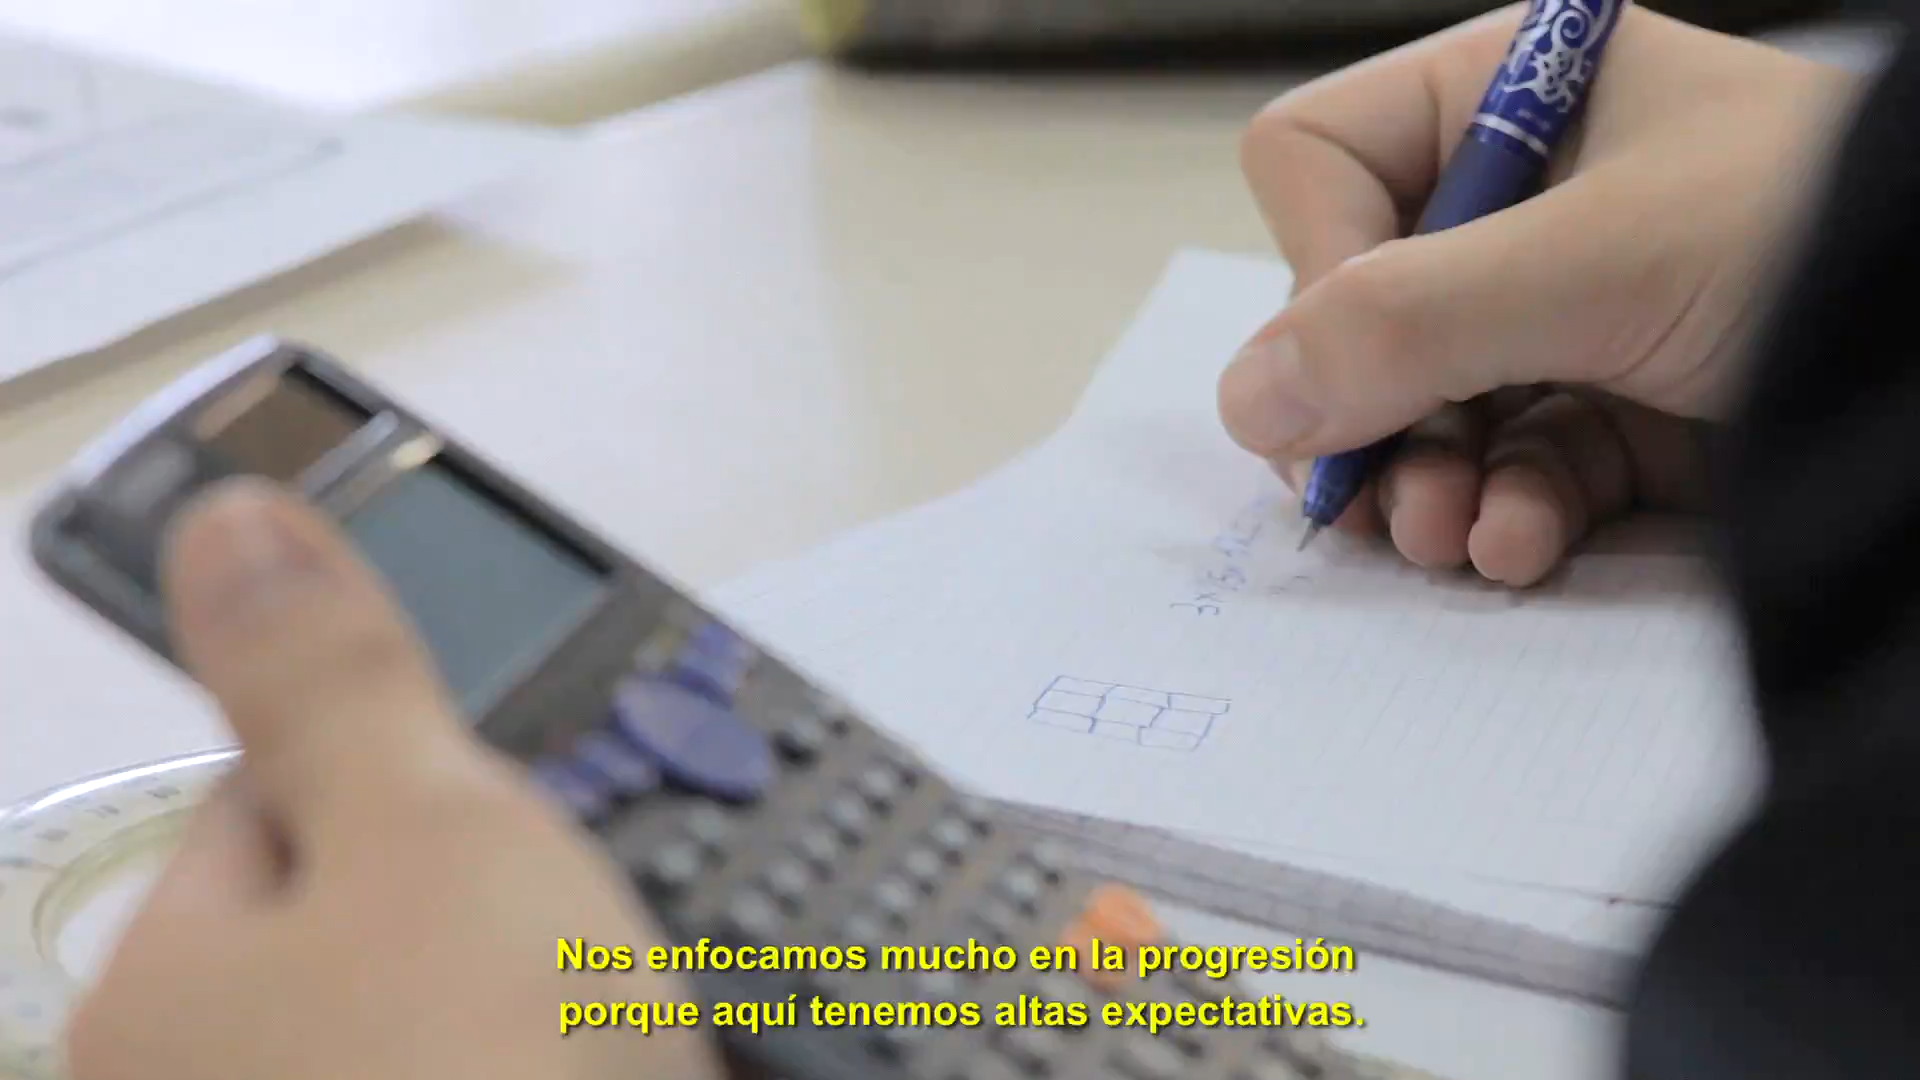 Nos enfocamos mucho en la progresión
porque aquí tenemos altas expectativas.